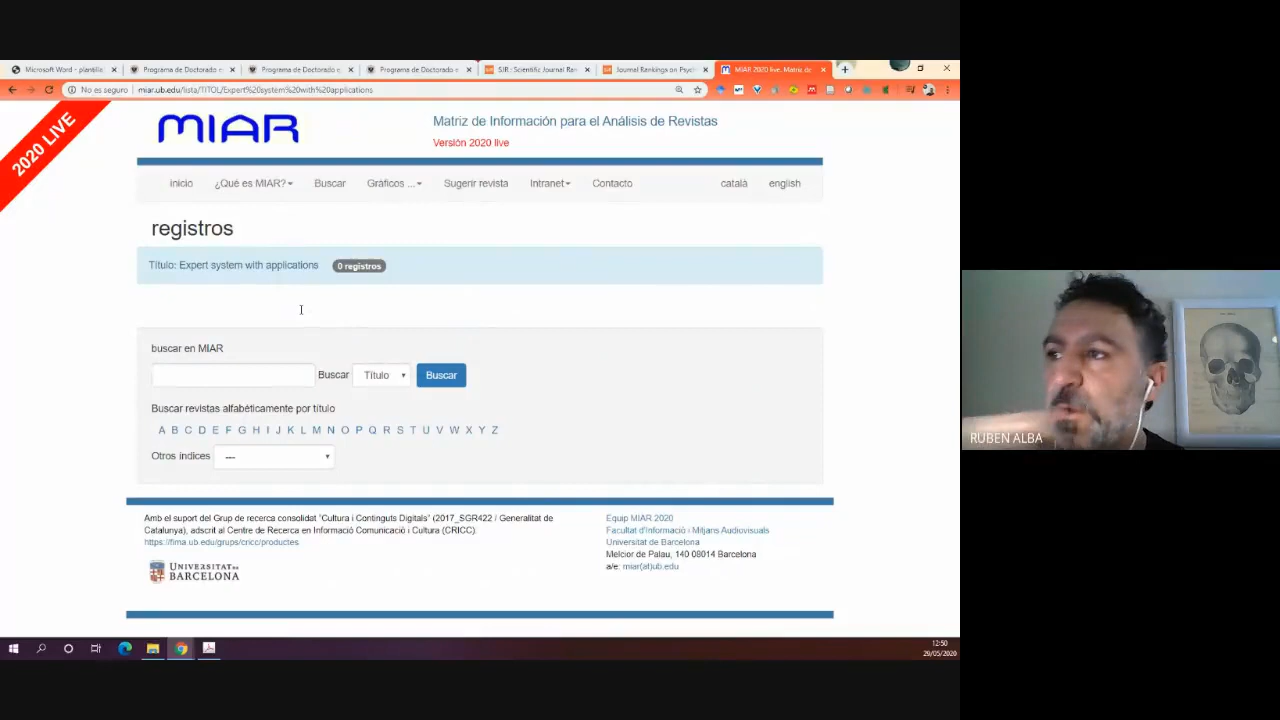 Microsoft Word - plantilla
Programa de Doctorado e
Programa de Doctorado e
Programa de Doctorado e
SIR : Scientific Journal Ran
Journal Rankings on Psych
MIAR 2020 live. Matriz de
No es seguro
miar.ub.edu/lista/TITOL/Expert%20system%20with%20applications
2020 LIVE
MIAR
Matriz de Información para el Análisis de Revistas
Versión 2020 live
inicio
¿Qué es MIAR?
Buscar
Gráficos ...
Sugerir revista
Intranet
Contacto
català
english
registros
Título: Expert system with applications
0 registros
buscar en MIAR
Buscar
Título
Buscar
Buscar revistas alfabéticamente por título
A B C D E F G H I J K L M N O P Q R S T U V W X Y Z
Otros índices
---
Amb el suport del Grup de recerca consolidat "Cultura i Continguts Digitals" (2017_SGR422 / Generalitat de
Catalunya), adscrit al Centre de Recerca en Informació Comunicació i Cultura (CRICC).
https://fima.ub.edu/grups/cricc/productes
UNIVERSITAT DE
BARCELONA
Equip MIAR 2020
Facultat d'Informació i Mitjans Audiovisuals
Universitat de Barcelona
Melcior de Palau, 140 08014 Barcelona
a/e: miar(at)ub.edu
RUBEN ALBA
12:50
29/05/2020